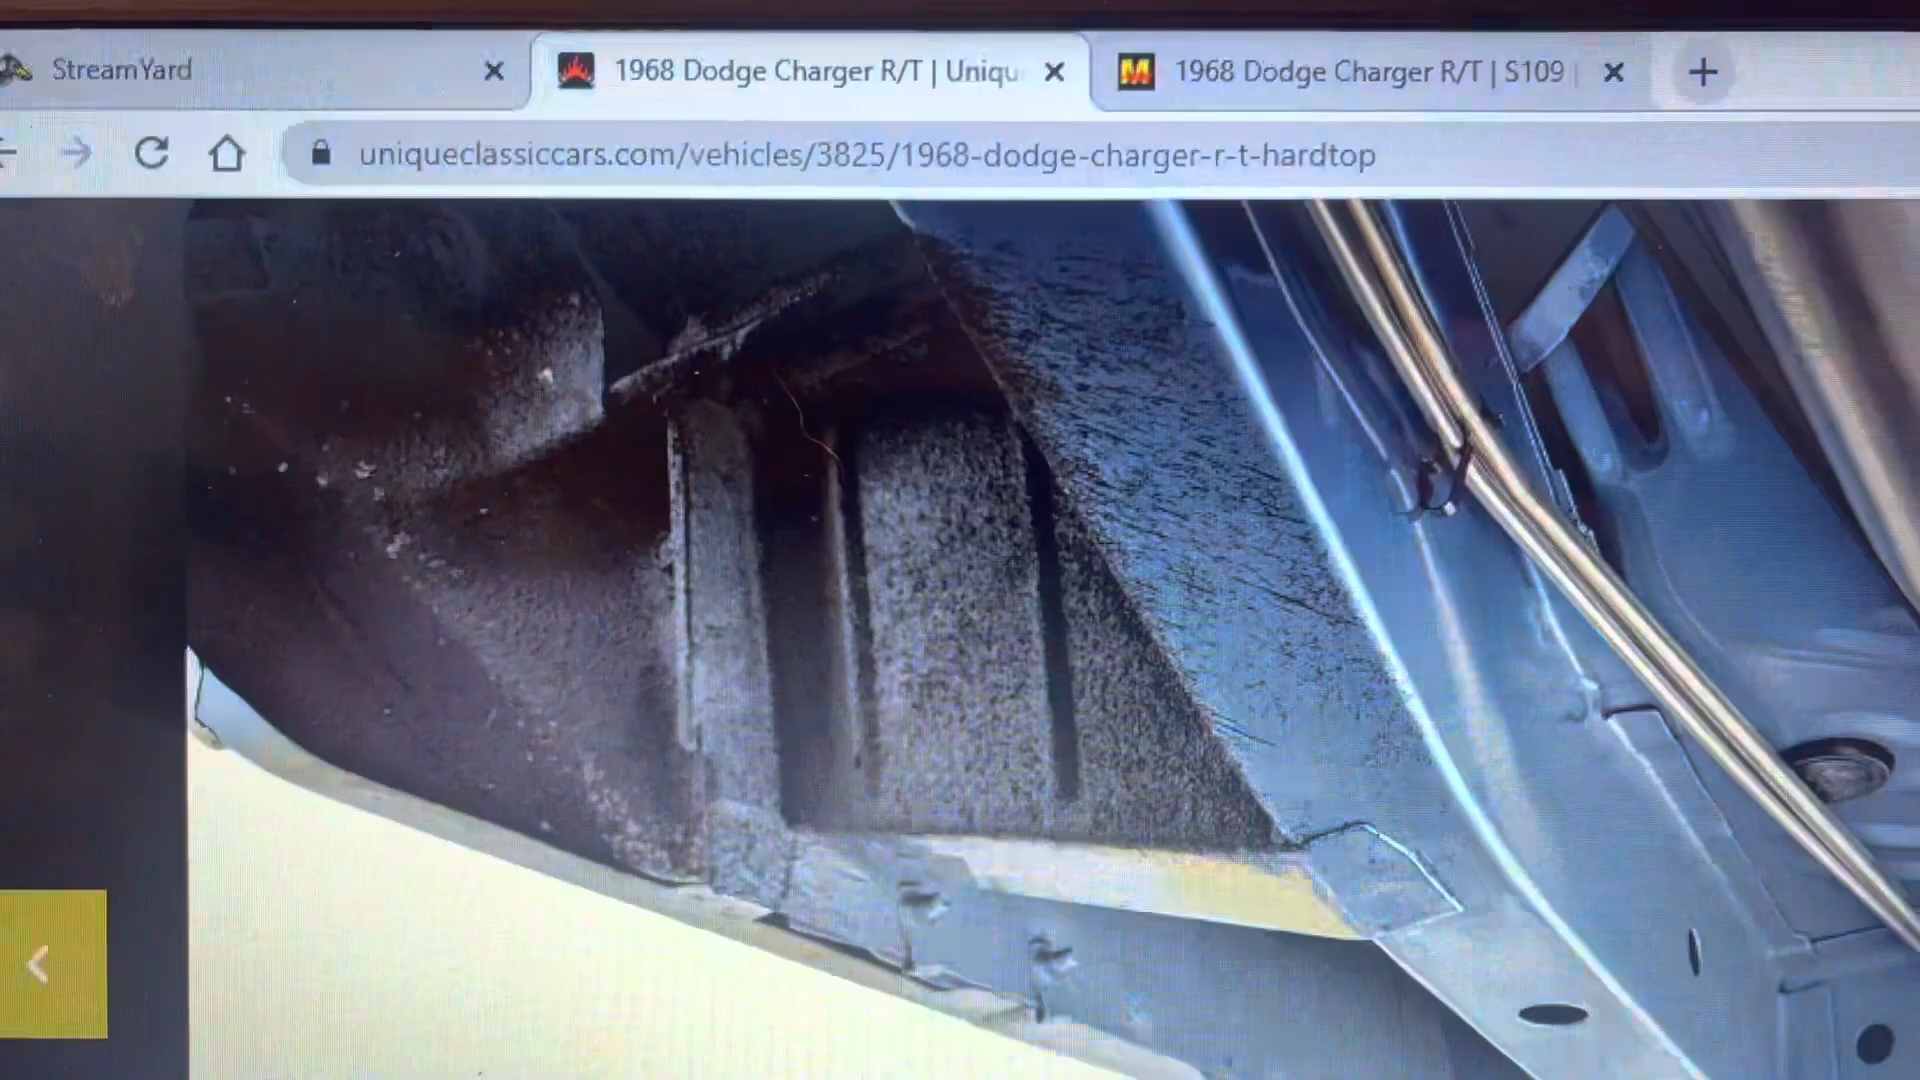 StreamYard
1968 Dodge Charger R/T | Uniqu
1968 Dodge Charger R/T | S109
uniqueclassiccars.com/vehicles/3825/1968-dodge-charger-r-t-hardtop